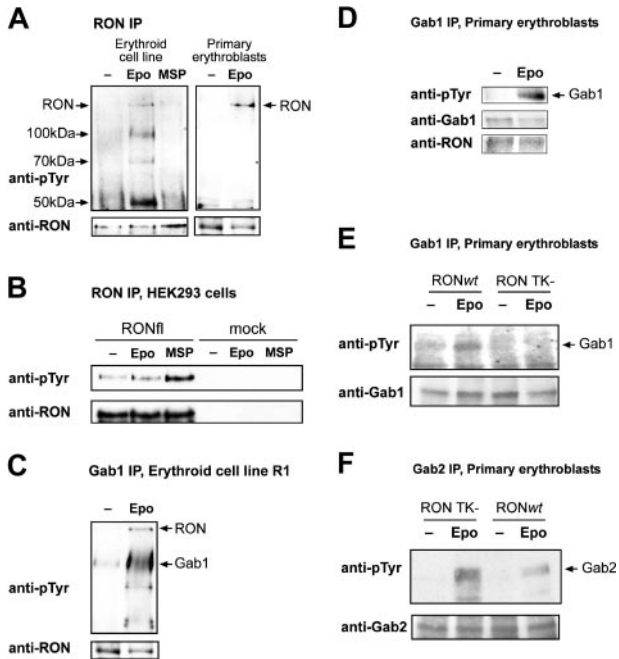 A
RON IP
Erythroid cell line
Primary erythroblasts
– Epo MSP
– Epo
RON
RON
100kDa
70kDa
anti-pTyr
50kDa
anti-RON
B
RON IP, HEK293 cells
RONfl mock
– Epo MSP – Epo MSP
anti-pTyr
anti-RON
C
Gab1 IP, Erythroid cell line R1
– Epo
RON
Gab1
anti-pTyr
anti-RON
D
Gab1 IP, Primary erythroblasts
– Epo
anti-pTyr Gab1
anti-Gab1
anti-RON
E
Gab1 IP, Primary erythroblasts
RONwt RON TK-
– Epo – Epo
anti-pTyr Gab1
anti-Gab1
F
Gab2 IP, Primary erythroblasts
RON TK- RONwt
– Epo – Epo
anti-pTyr Gab2
anti-Gab2